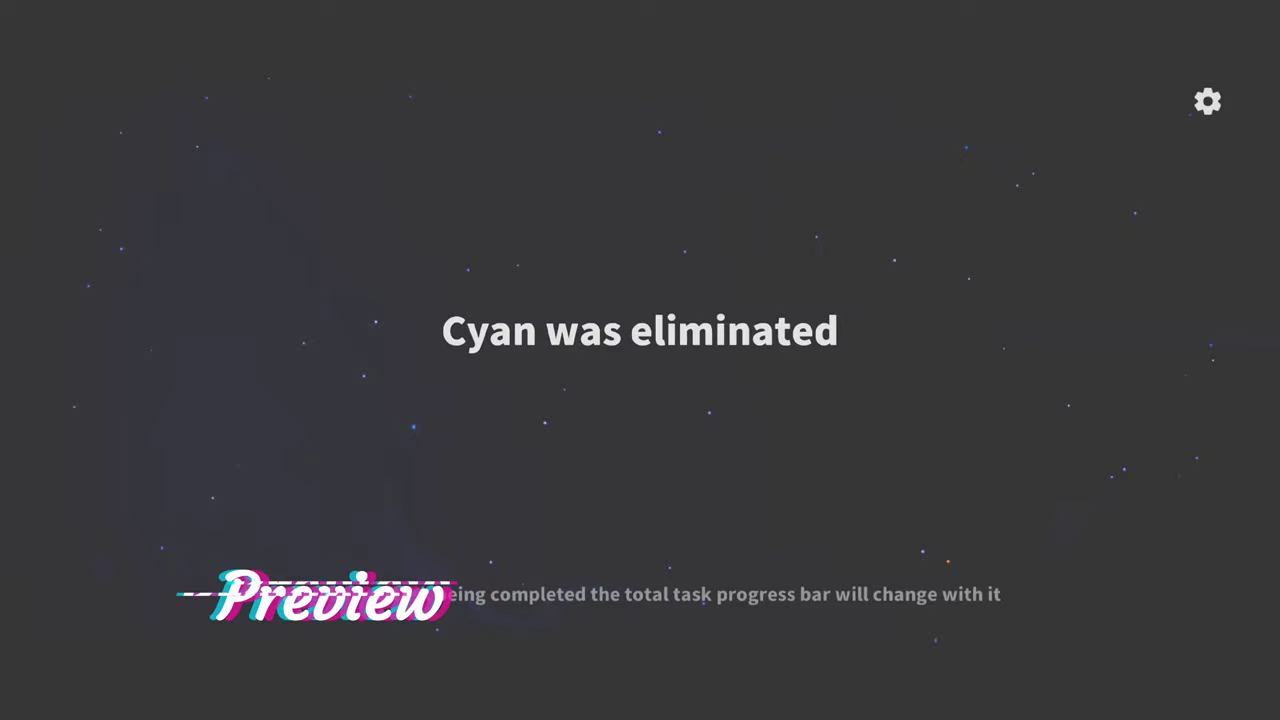 Cyan was eliminated
Preview
eing completed the total task progress bar will change with it